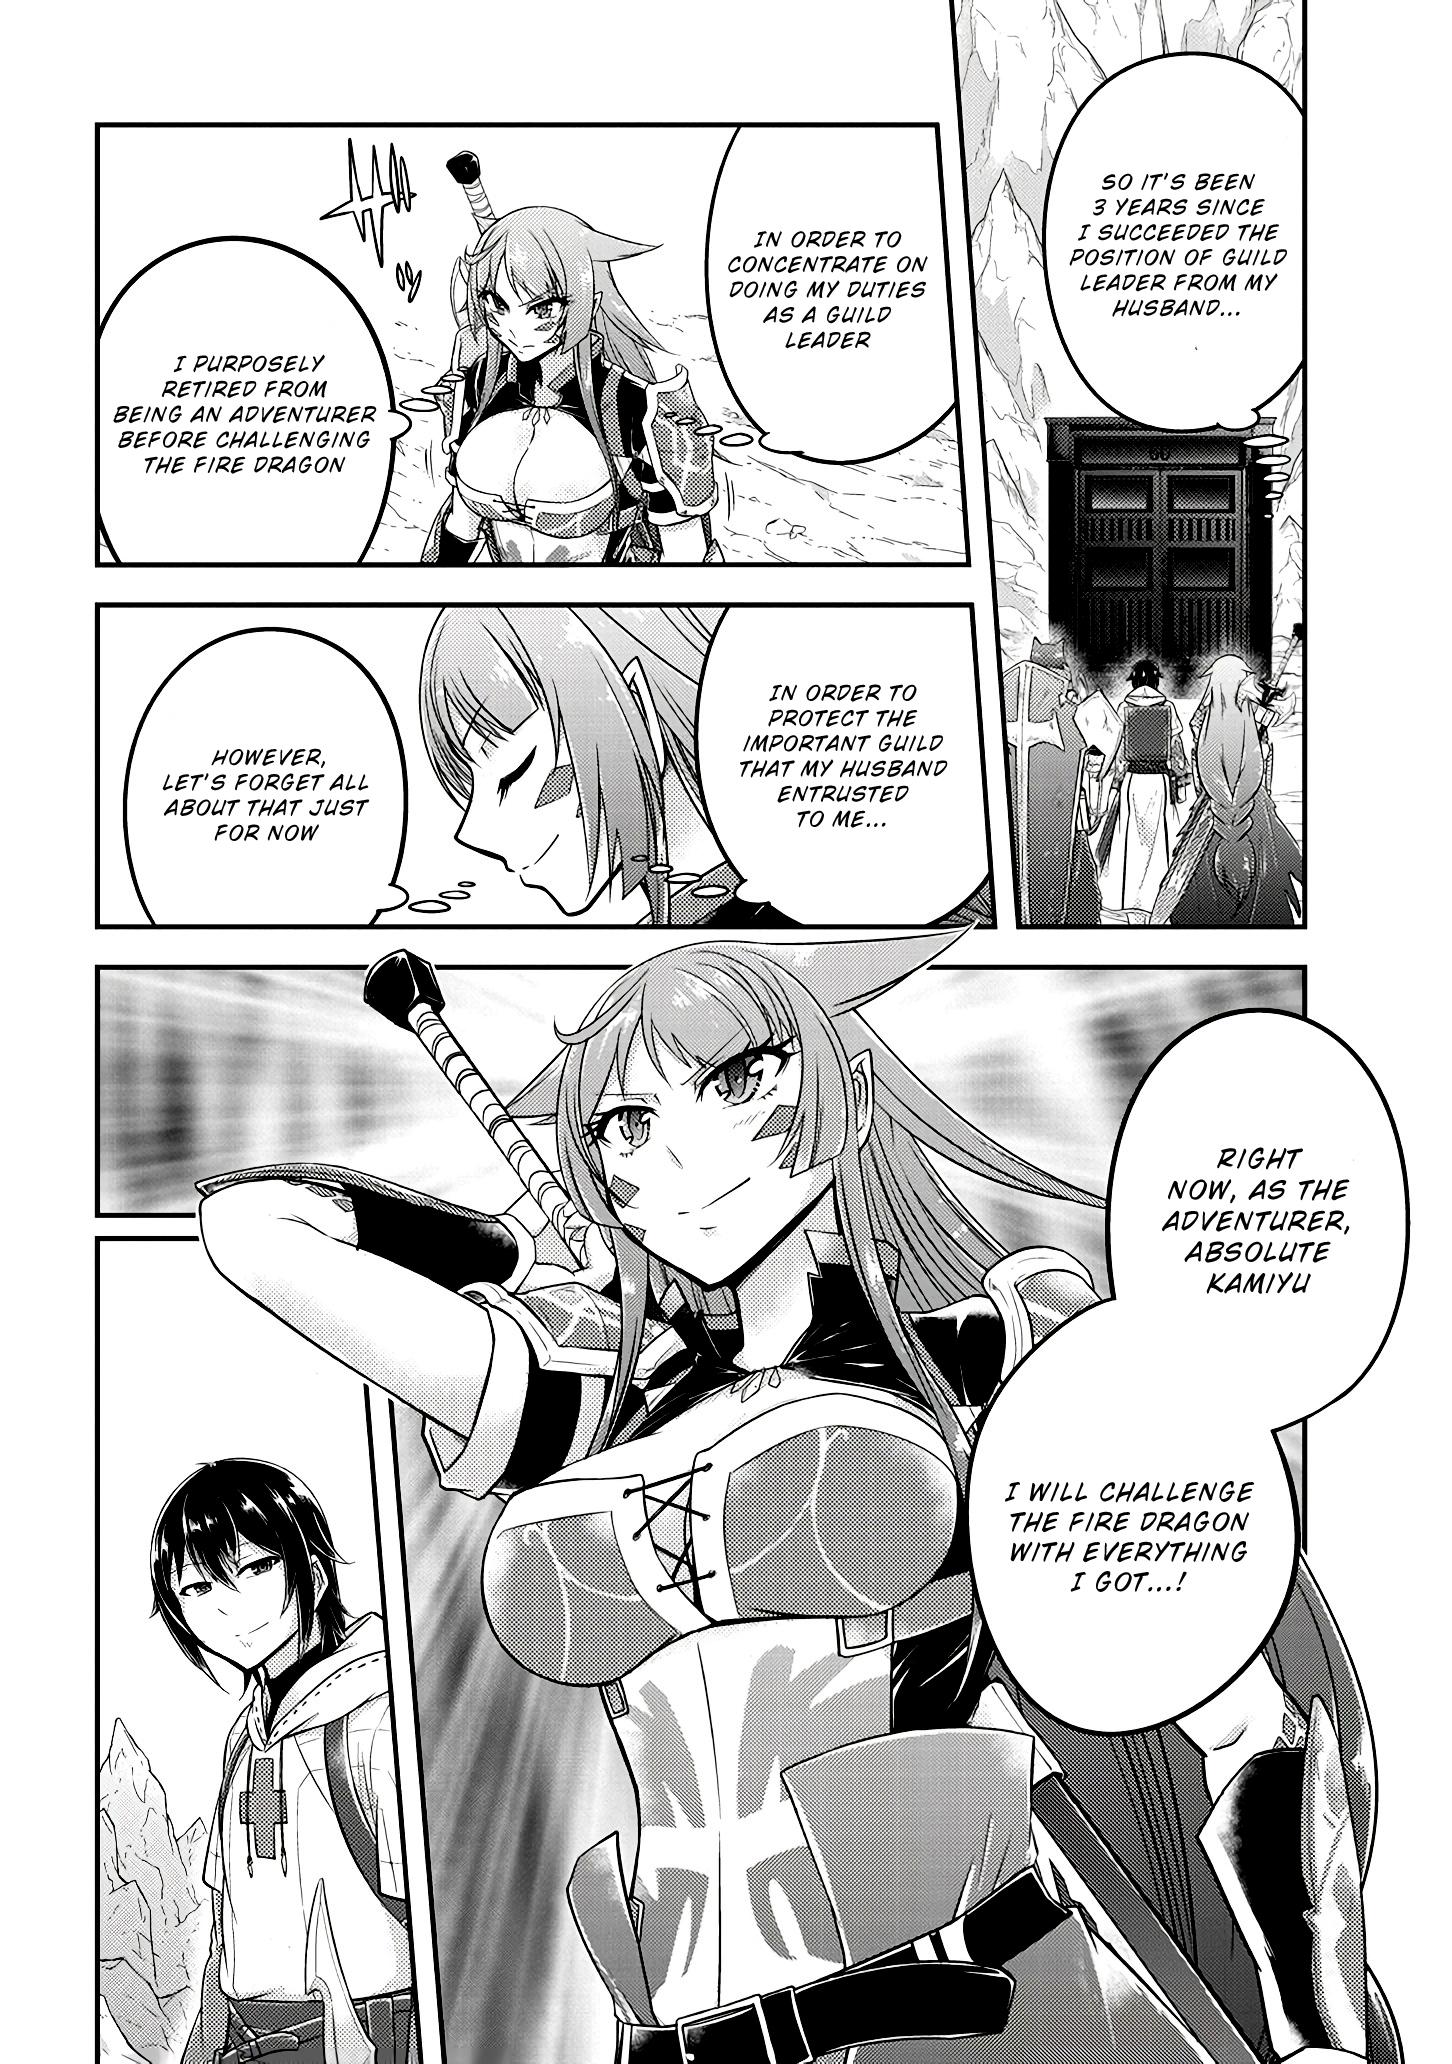 SO IT'S BEEN
3 YEARS SINCE
I SUCCEEDED THE
POSITION OF GUILD
LEADER FROM MY
HUSBAND...
IN ORDER TO
CONCENTRATE ON
DOING MY DUTIES
AS A GUILD
LEADER
I PURPOSELY
RETIRED FROM
BEING AN ADVENTURER
BEFORE CHALLENGING
THE FIRE DRAGON
IN ORDER TO
PROTECT THE
IMPORTANT GUILD
THAT MY HUSBAND
ENTRUSTED
TO ME...
HOWEVER,
LET'S FORGET ALL
ABOUT THAT JUST
FOR NOW
RIGHT
NOW, AS THE
ADVENTURER,
ABSOLUTE
KAMIYU
I WILL CHALLENGE
THE FIRE DRAGON
WITH EVERYTHING
I GOT...!